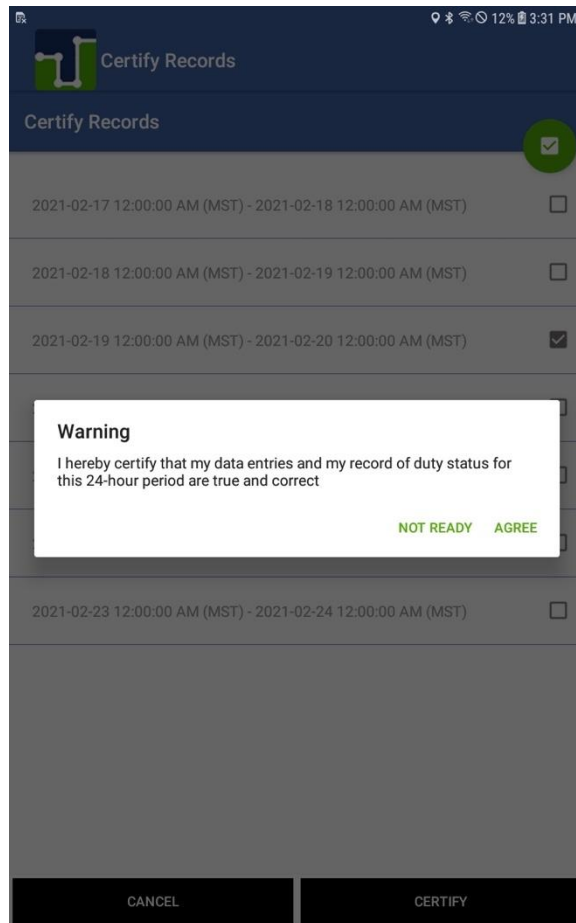 12% 3:31 PM
Certify Records
Certify Records
2021-02-17 12:00:00 AM (MST) - 2021-02-18 12:00:00 AM (MST)
2021-02-18 12:00:00 AM (MST) - 2021-02-19 12:00:00 AM (MST)
2021-02-19 12:00:00 AM (MST) - 2021-02-20 12:00:00 AM (MST)
Warning
I hereby certify that my data entries and my record of duty status for
this 24-hour period are true and correct
NOT READY AGREE
2021-02-23 12:00:00 AM (MST) - 2021-02-24 12:00:00 AM (MST)
CANCEL CERTIFY